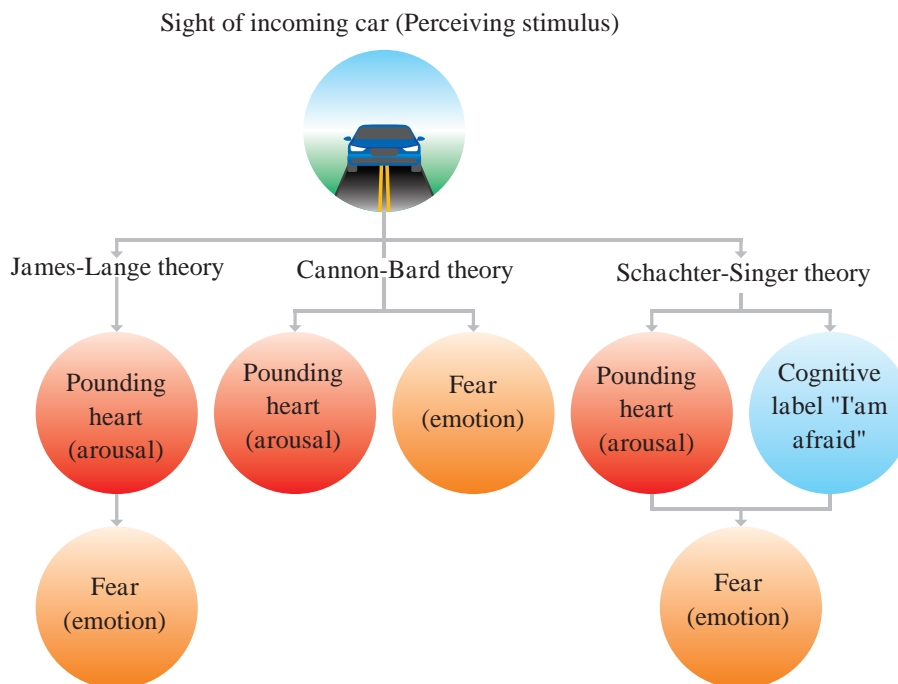 Sight of incoming car (Perceiving stimulus)
James-Lange theory
Cannon-Bard theory
Schachter-Singer theory
Pounding
heart
(arousal)
Pounding
heart
(arousal)
Fear
(emotion)
Pounding
heart
(arousal)
Cognitive
label "I'am
afraid"
Fear
(emotion)
Fear
(emotion)